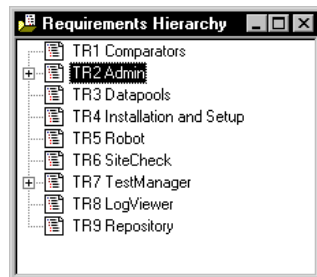 Requirements Hierarchy
TR1 Comparators
TR2 Admin
TR3 Datapools
TR4 Installation and Setup
TR5 Robot
TR6 SiteCheck
TR7 TestManager
TR8 LogViewer
TR9 Repository